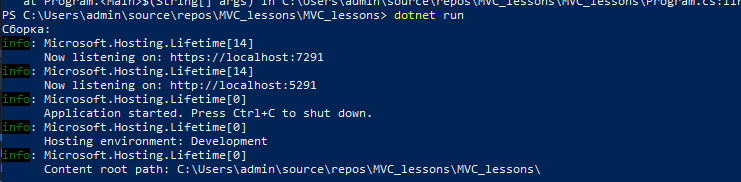 at Program.<Main>$(String[] args) in C:\Users\admin\source\repos\MVC_lessons\MVC_lessons\Program.cs:lin
PS C:\Users\admin\source\repos\MVC_lessons\MVC_lessons> dotnet run
Сборка:
info: Microsoft.Hosting.Lifetime[14]
Now listening on: https://localhost:7291
info: Microsoft.Hosting.Lifetime[14]
Now listening on: http://localhost:5291
info: Microsoft.Hosting.Lifetime[0]
Application started. Press Ctrl+C to shut down.
info: Microsoft.Hosting.Lifetime[0]
Hosting environment: Development
info: Microsoft.Hosting.Lifetime[0]
Content root path: C:\Users\admin\source\repos\MVC_lessons\MVC_lessons\